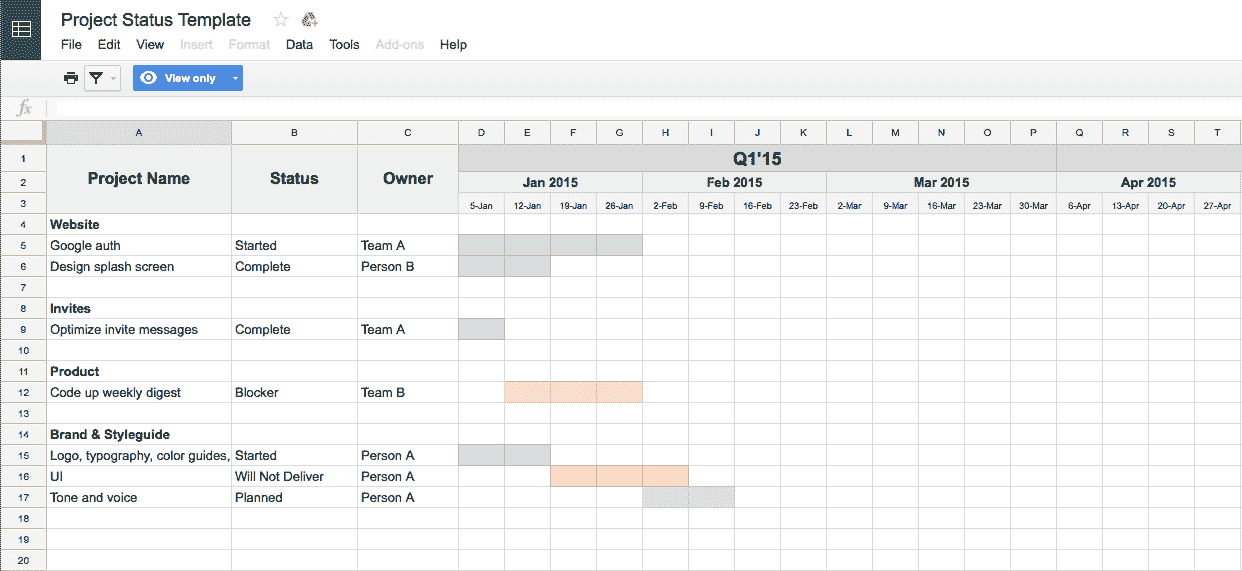 Project Status Template
File Edit View Insert Format Data Tools Add-ons Help
View only
fx
A B C D E F G H I J K L M N O P Q R S T
1 Q1'15
2 Project Name Status Owner Jan 2015 Feb 2015 Mar 2015 Apr 2015
3 5-Jan 12-Jan 19-Jan 26-Jan 2-Feb 9-Feb 16-Feb 23-Feb 2-Mar 9-Mar 16-Mar 23-Mar 30-Mar 6-Apr 13-Apr 20-Apr 27-Apr
4 Website
5 Google auth Started Team A
6 Design splash screen Complete Person B
7
8 Invites
9 Optimize invite messages Complete Team A
10
11 Product
12 Code up weekly digest Blocker Team B
13
14 Brand & Styleguide
15 Logo, typography, color guides, Started Person A
16 UI Will Not Deliver Person A
17 Tone and voice Planned Person A
18
19
20